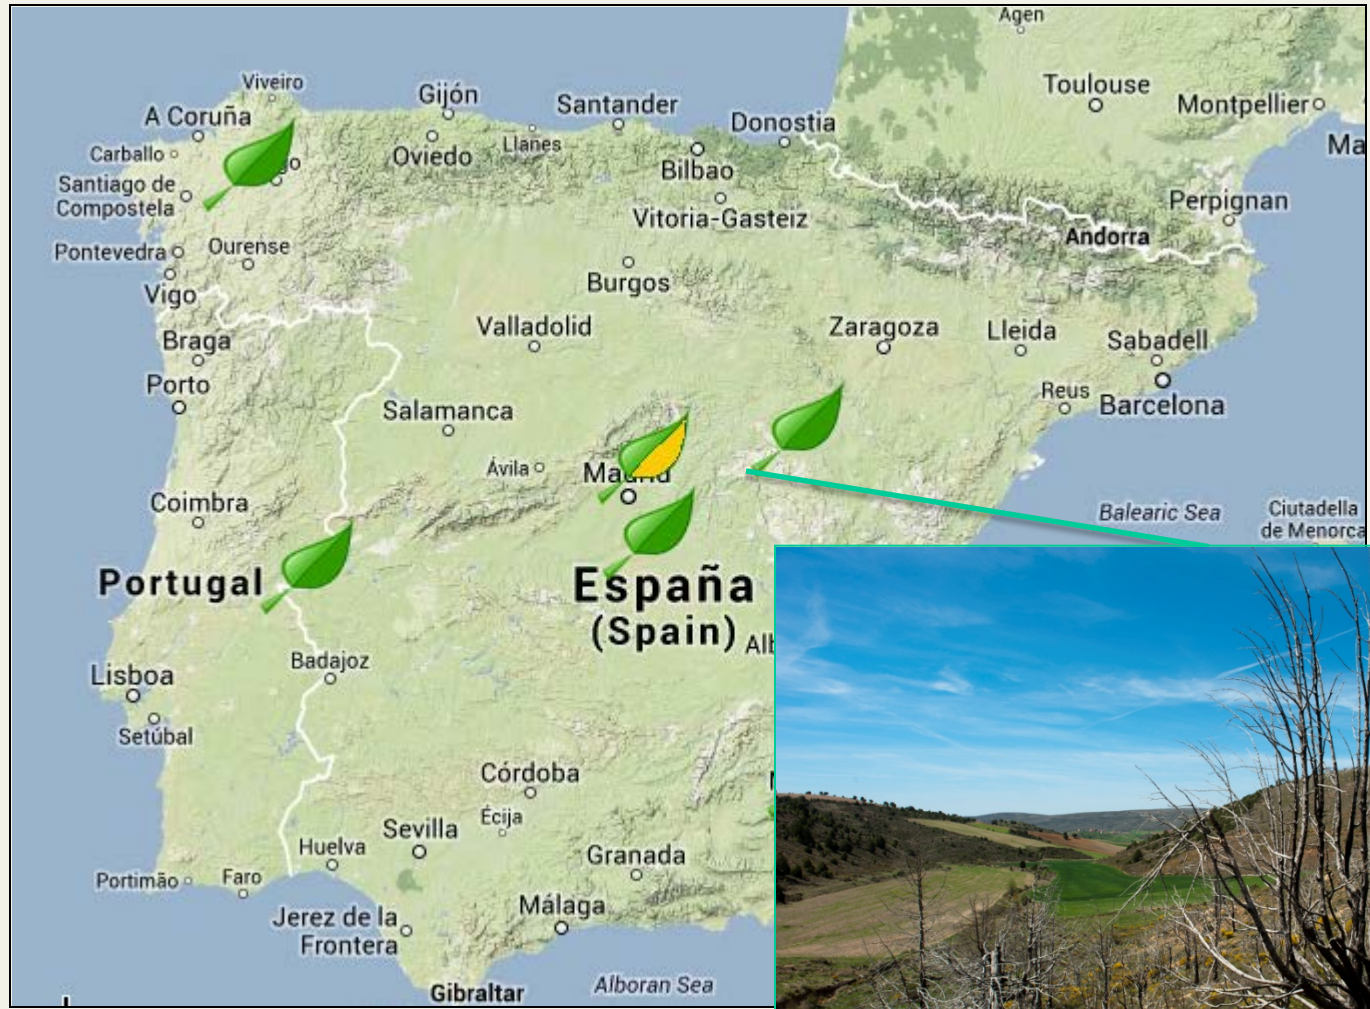 Agen
Toulouse
Montpellier
Viveiro
Gijón
Santander
A Coruña
Donostia
Ma
Carballo
Oviedo
Llanes
Bilbao
Santiago de
Compostela
Perpignan
Vitoria-Gasteiz
Andorra
Pontevedra
Ourense
Burgos
Vigo
Valladolid
Zaragoza
Lleida
Sabadell
Braga
Porto
Reus
Barcelona
Salamanca
Ávila
Coimbra
Balearic Sea
Ciutadella
de Menorca
Portugal
España
(Spain)
Alb
Badajoz
Lisboa
Setúbal
Córdoba
Écija
Sevilla
Huelva
Granada
Portimão
Faro
Málaga
Jerez de la
Frontera
Alboran Sea
Gibraltar